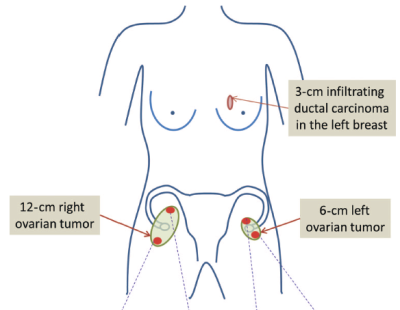 3-cm infiltrating
ductal carcinoma
in the left breast
12-cm right
ovarian tumor
6-cm left
ovarian tumor